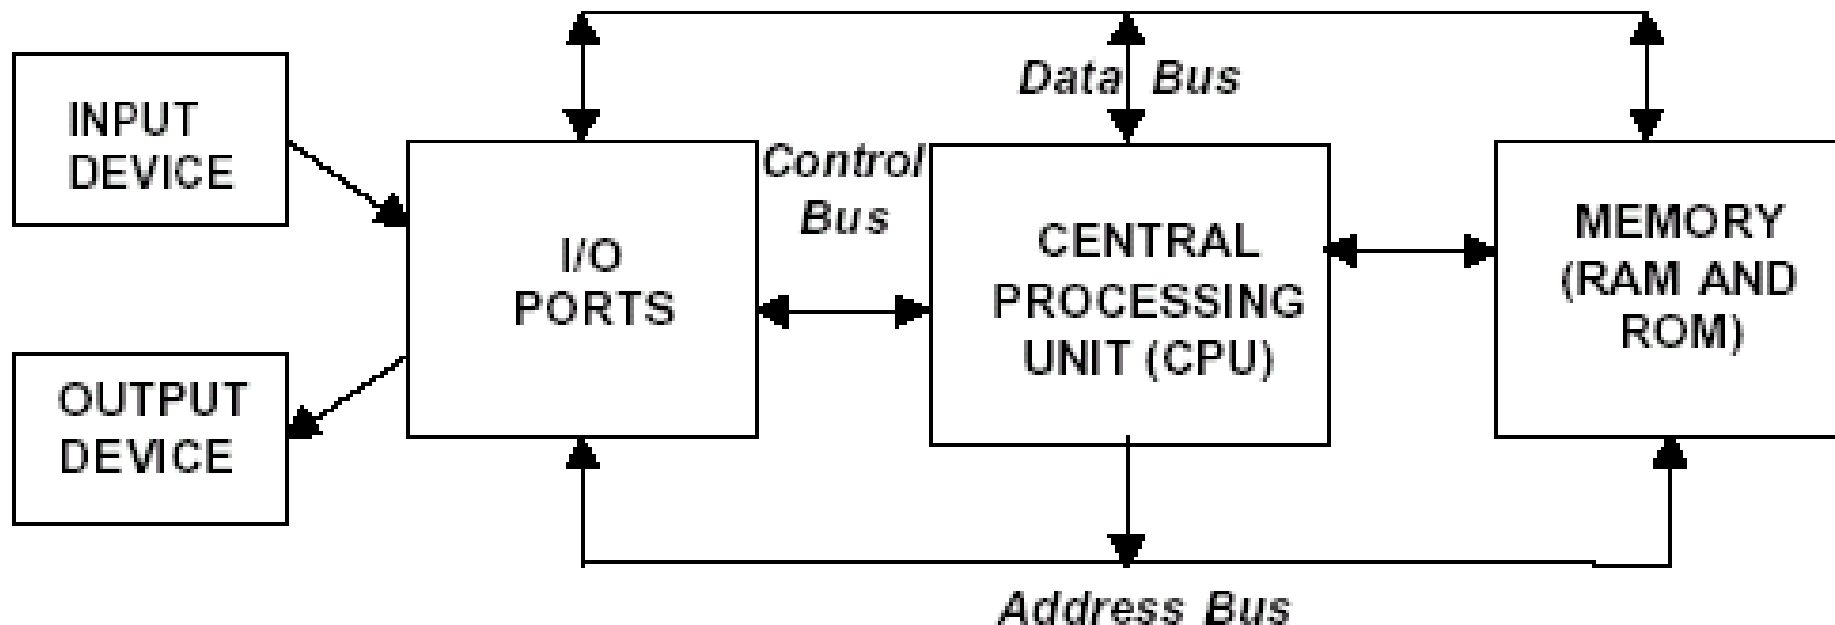 INPUT
DEVICE
OUTPUT
DEVICE
I/O
PORTS
Control
Bus
Data Bus
CENTRAL
PROCESSING
UNIT (CPU)
MEMORY
(RAM AND
ROM)
Address Bus